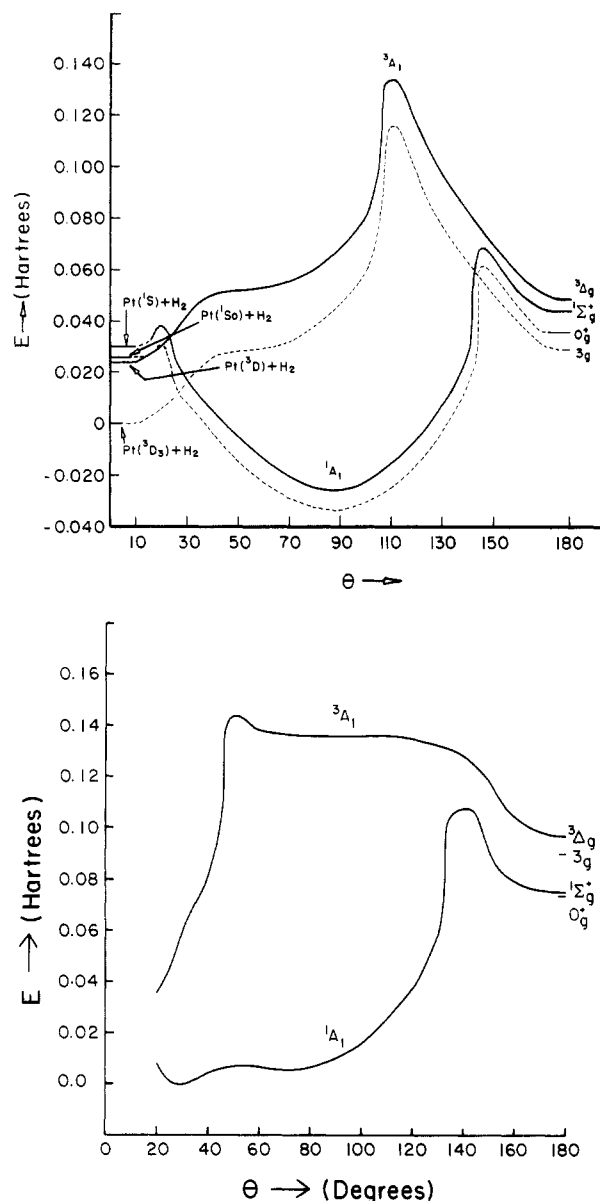 0.140
0.120
0.100
0.080
0.060
0.040
0.020
0
-0.020
-0.040
E → (Hartrees)
³A₁
Pt(¹S)+H₂
Pt(¹S₀)+H₂
Pt(³D)+H₂
Pt(³D₃)+H₂
¹A₁
³Δg
¹Σg⁺
0g⁺
3g
10 30 50 70 90 110 130 150 180
θ →
0.16
0.14
0.12
0.10
0.08
0.06
0.04
0.02
0.0
E → (Hartrees)
³A₁
¹A₁
³Δg
3g
¹Σg⁺
0g⁺
0 20 40 60 80 100 120 140 160 180
θ → (Degrees)